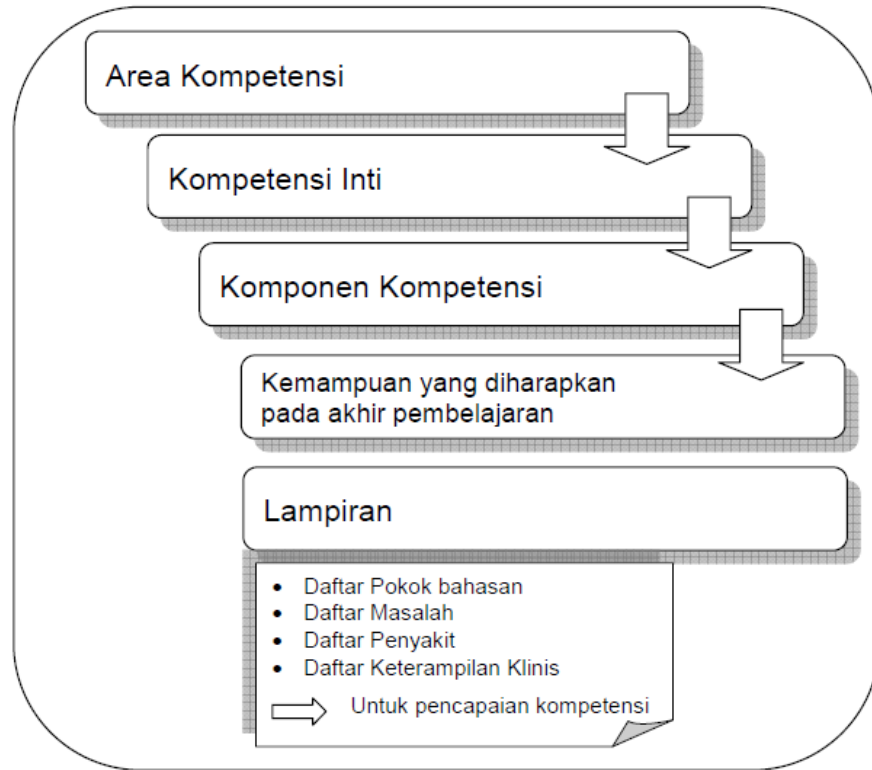 Area Kompetensi
Kompetensi Inti
Komponen Kompetensi
Kemampuan yang diharapkan
pada akhir pembelajaran
Lampiran
• Daftar Pokok bahasan
• Daftar Masalah
• Daftar Penyakit
• Daftar Keterampilan Klinis
Untuk pencapaian kompetensi